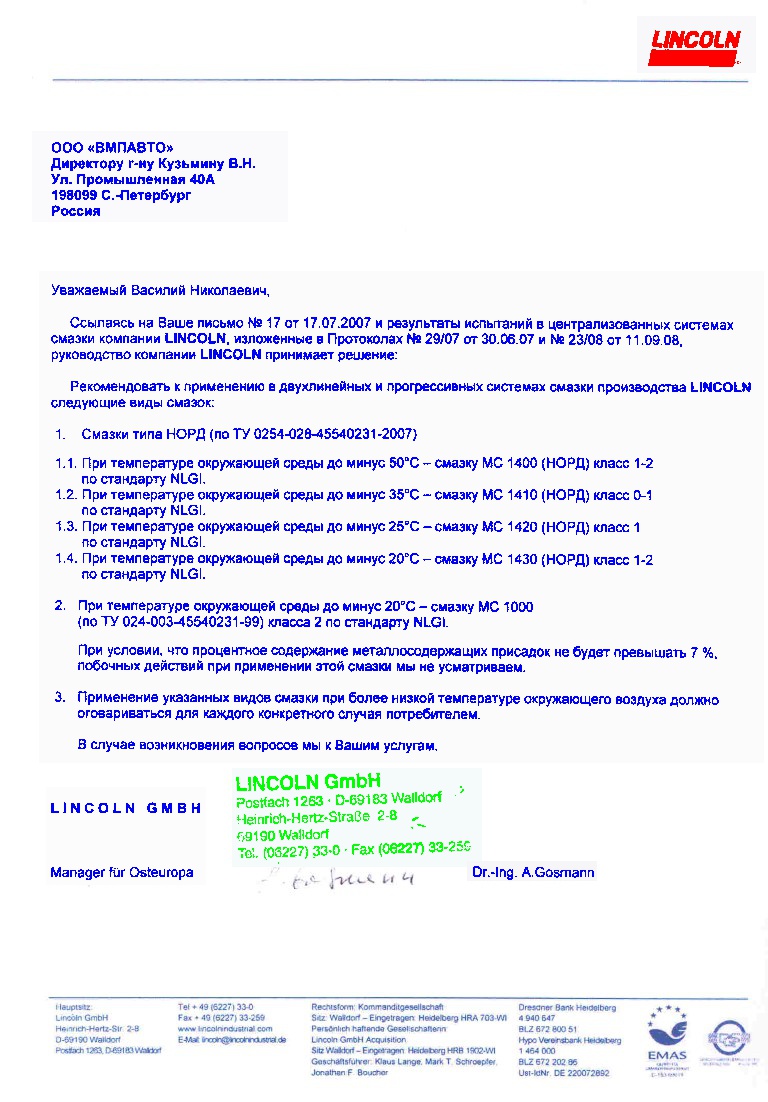 LINCOLN
ООО «ВМПАВТО»
Директору г-ну Кузьмину В.Н.
Ул. Промышленная 40А
198099 С.-Петербург
Россия
Уважаемый Василий Николаевич,
Ссылаясь на Ваше письмо № 17 от 17.07.2007 и результаты испытаний в централизованных системах
смазки компании LINCOLN, изложенные в Протоколах № 29/07 от 30.06.07 и № 23/08 от 11.09.08,
руководство компании LINCOLN принимает решение:
Рекомендовать к применению в двухлинейных и прогрессивных системах смазки производства LINCOLN
следующие виды смазок:
1. Смазки типа НОРД (по ТУ 0254-028-45540231-2007)
1.1. При температуре окружающей среды до минус 50°С – смазку МС 1400 (НОРД) класс 1-2
по стандарту NLGI.
1.2. При температуре окружающей среды до минус 35°С – смазку МС 1410 (НОРД) класс 0-1
по стандарту NLGI.
1.3. При температуре окружающей среды до минус 25°С – смазку МС 1420 (НОРД) класс 1
по стандарту NLGI.
1.4. При температуре окружающей среды до минус 20°С – смазку МС 1430 (НОРД) класс 1-2
по стандарту NLGI.
2. При температуре окружающей среды до минус 20°С – смазку МС 1000
(по ТУ 024-003-45540231-99) класса 2 по стандарту NLGI.
При условии, что процентное содержание металлосодержащих присадок не будет превышать 7 %,
побочных действий при применении этой смазки мы не усматриваем.
3. Применение указанных видов смазки при более низкой температуре окружающего воздуха должно
оговариваться для каждого конкретного случая потребителем.
В случае возникновения вопросов мы к Вашим услугам.
LINCOLN GMBH
LINCOLN GmbH
Postfach 1263 · D-69183 Walldorf
Heinrich-Hertz-Straße 2-8
69190 Walldorf
Tel. (06227) 33-0 · Fax (06227) 33-259
Manager für Osteuropa
Dr.-Ing. A.Gosmann
Hauptsitz:
Lincoln GmbH
Heinrich-Hertz-Str. 2-8
D-69190 Walldorf
Postfach 1263, D-69183 Walldorf
Tel + 49 (6227) 33-0
Fax + 49 (6227) 33-259
www.lincolnindustrial.com
E-Mail: lincoln@lincolnindustrial.de
Rechtsform: Kommanditgesellschaft
Sitz: Walldorf – Eingetragen: Heidelberg HRA 703-WI
Persönlich haftende Gesellschafterin
Lincoln GmbH Acquisition
Sitz Walldorf – Eingetragen: Heidelberg HRB 1902-WI
Geschäftsführer: Klaus Lange, Mark T. Schroepfer,
Jonathan F. Boucher
Dresdner Bank Heidelberg
4 940 647
BLZ 672 800 51
Hypo Vereinsbank Heidelberg
1 464 000
BLZ 672 202 86
Ust-IdNr. DE 220072892
EMAS